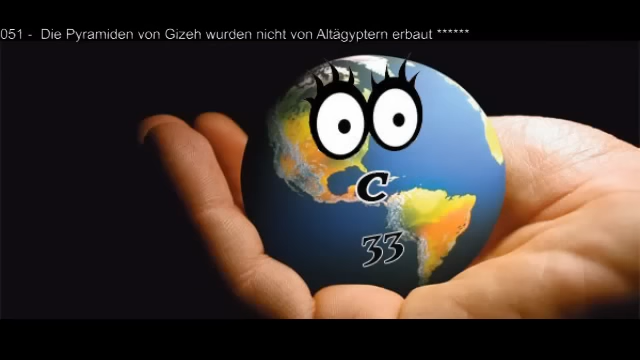 051 -  Die Pyramiden von Gizeh wurden nicht von Altägyptern erbaut ******
C
33